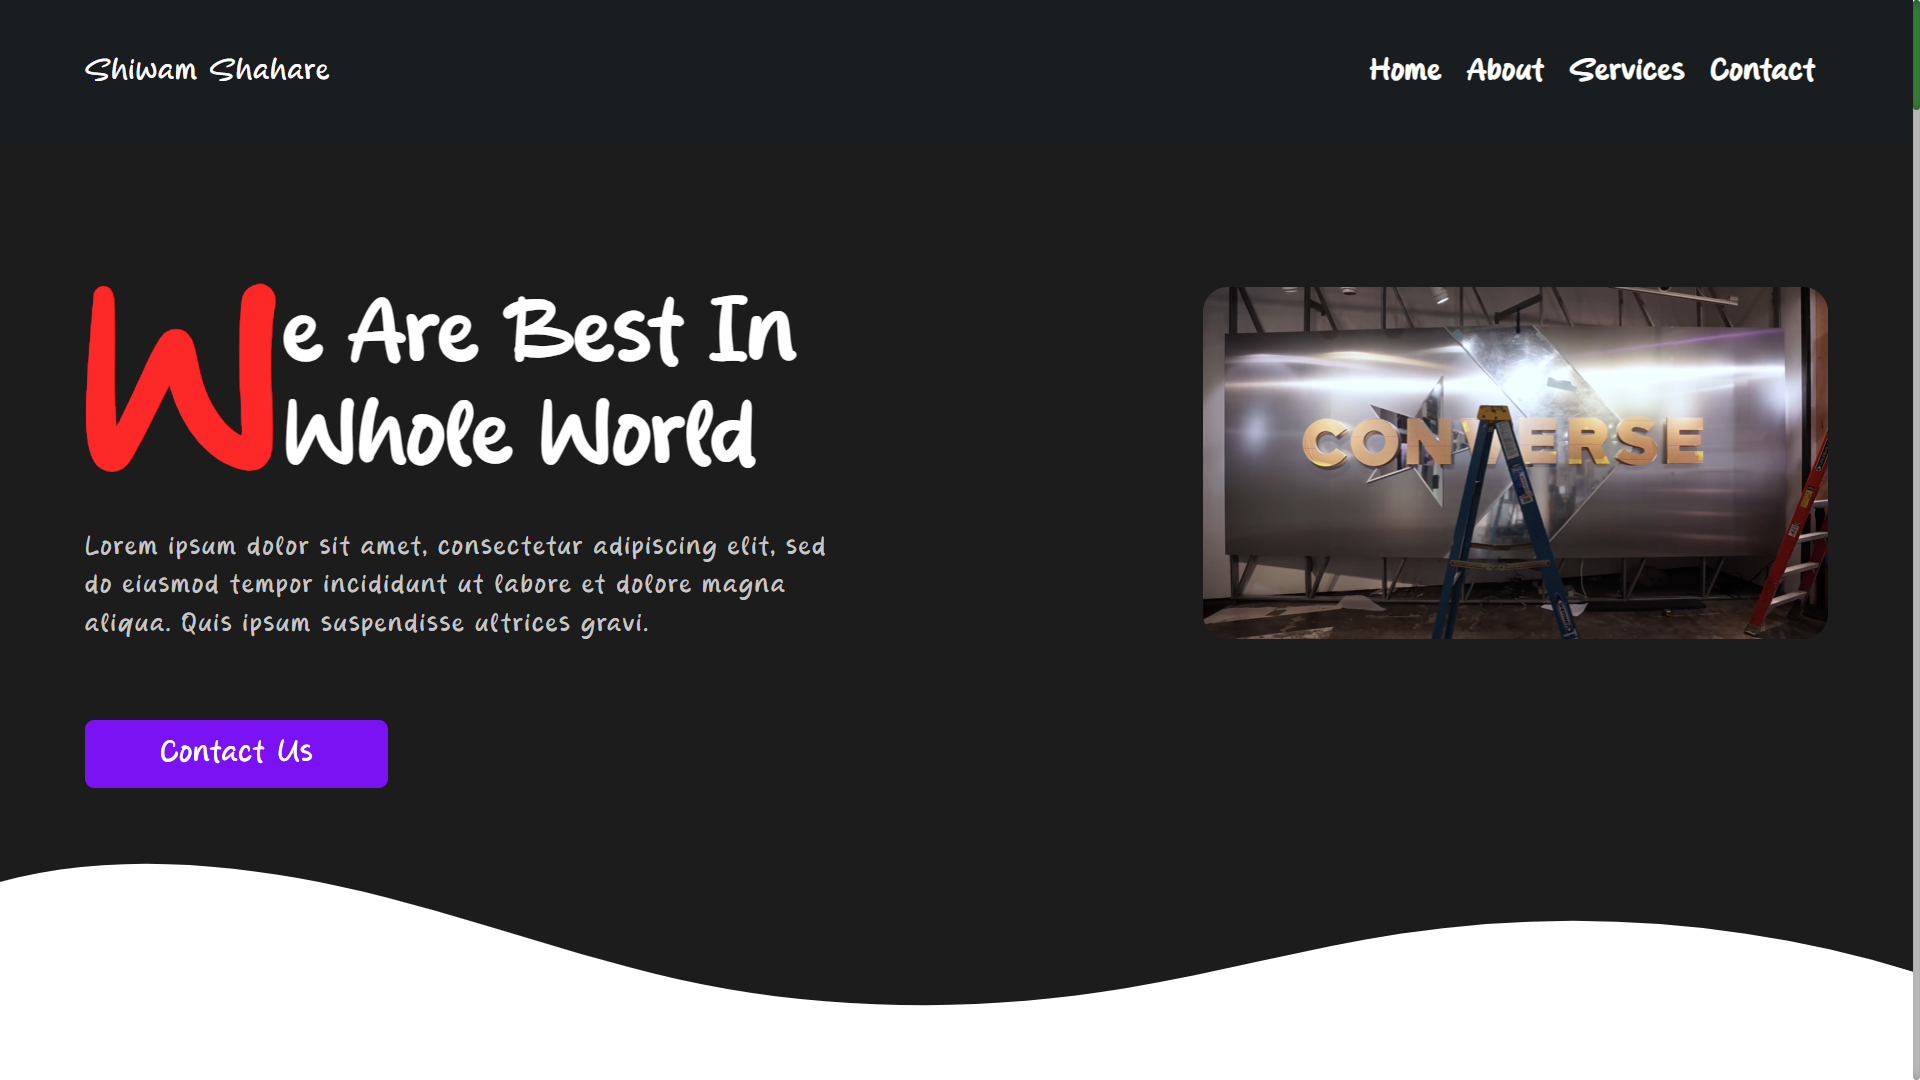 Shiwam Shahare
Home About Services Contact
We Are Best In
Whole World
Lorem ipsum dolor sit amet, consectetur adipiscing elit, sed
do eiusmod tempor incididunt ut labore et dolore magna
aliqua. Quis ipsum suspendisse ultrices gravi.
Contact Us
CONVERSE